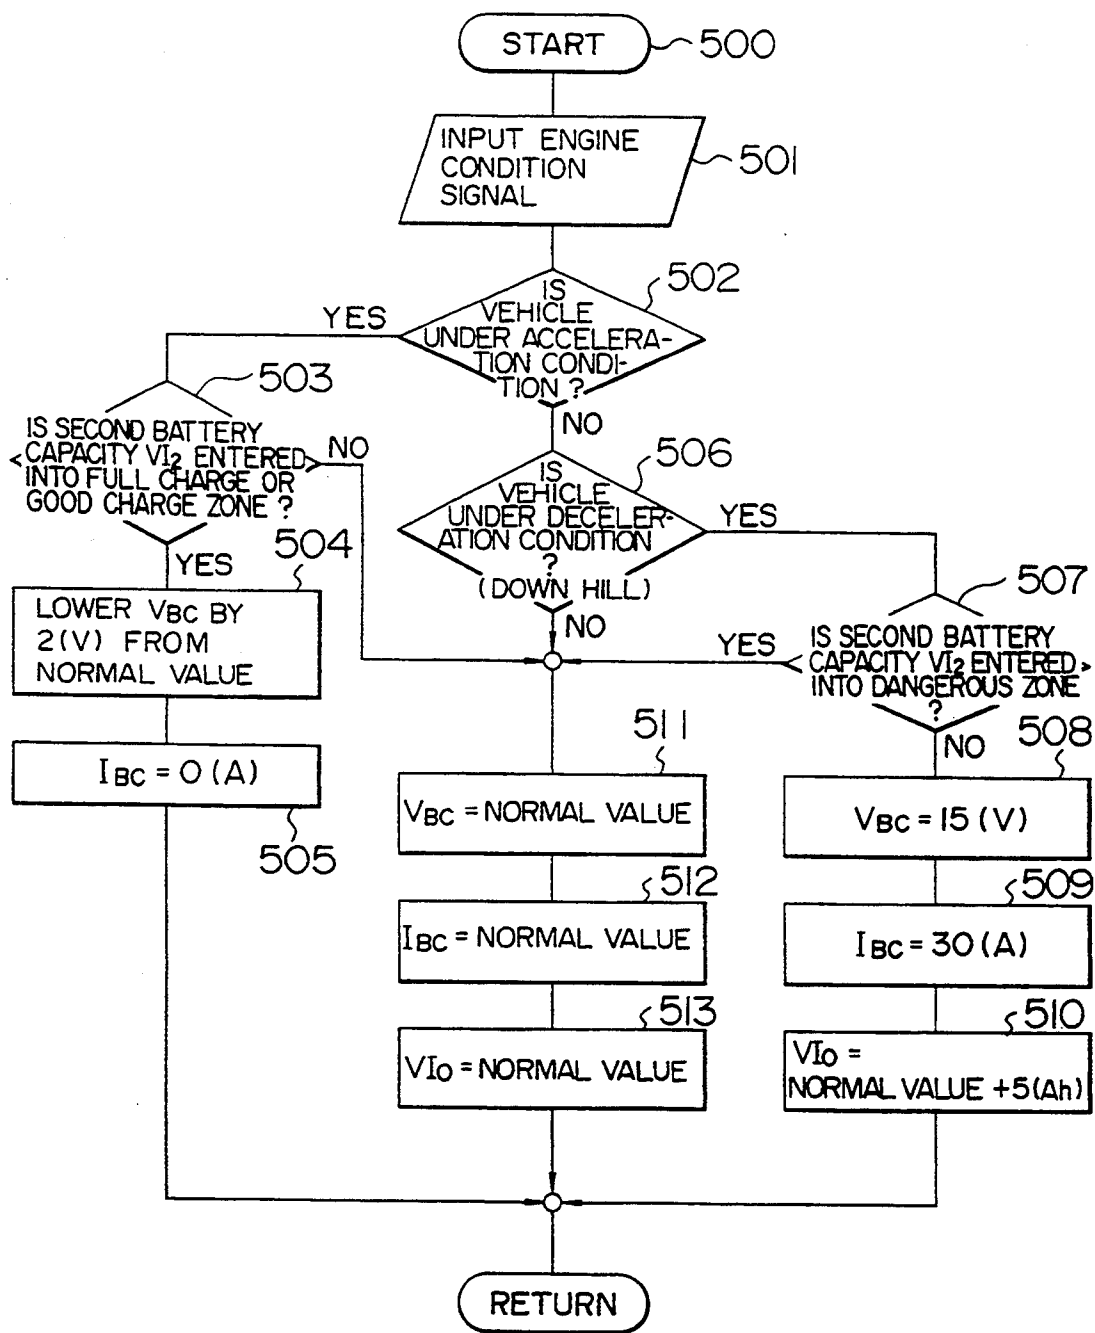 START
500
INPUT ENGINE
CONDITION
SIGNAL
501
IS
VEHICLE
UNDER ACCELERA-
TION CONDI-
TION ?
502
YES
NO
503
IS SECOND BATTERY
CAPACITY VI2 ENTERED
INTO FULL CHARGE OR
GOOD CHARGE ZONE ?
NO
YES
504
LOWER VBC BY
2(V) FROM
NORMAL VALUE
IBC = 0 (A)
505
IS
VEHICLE
UNDER DECELER-
ATION CONDITION
?
(DOWN HILL)
506
YES
NO
507
IS SECOND BATTERY
CAPACITY VI2 ENTERED
INTO DANGEROUS ZONE
?
YES
NO
508
VBC = 15 (V)
509
IBC = 30 (A)
510
VIO =
NORMAL VALUE +5(Ah)
511
VBC = NORMAL VALUE
512
IBC = NORMAL VALUE
513
VIO = NORMAL VALUE
RETURN